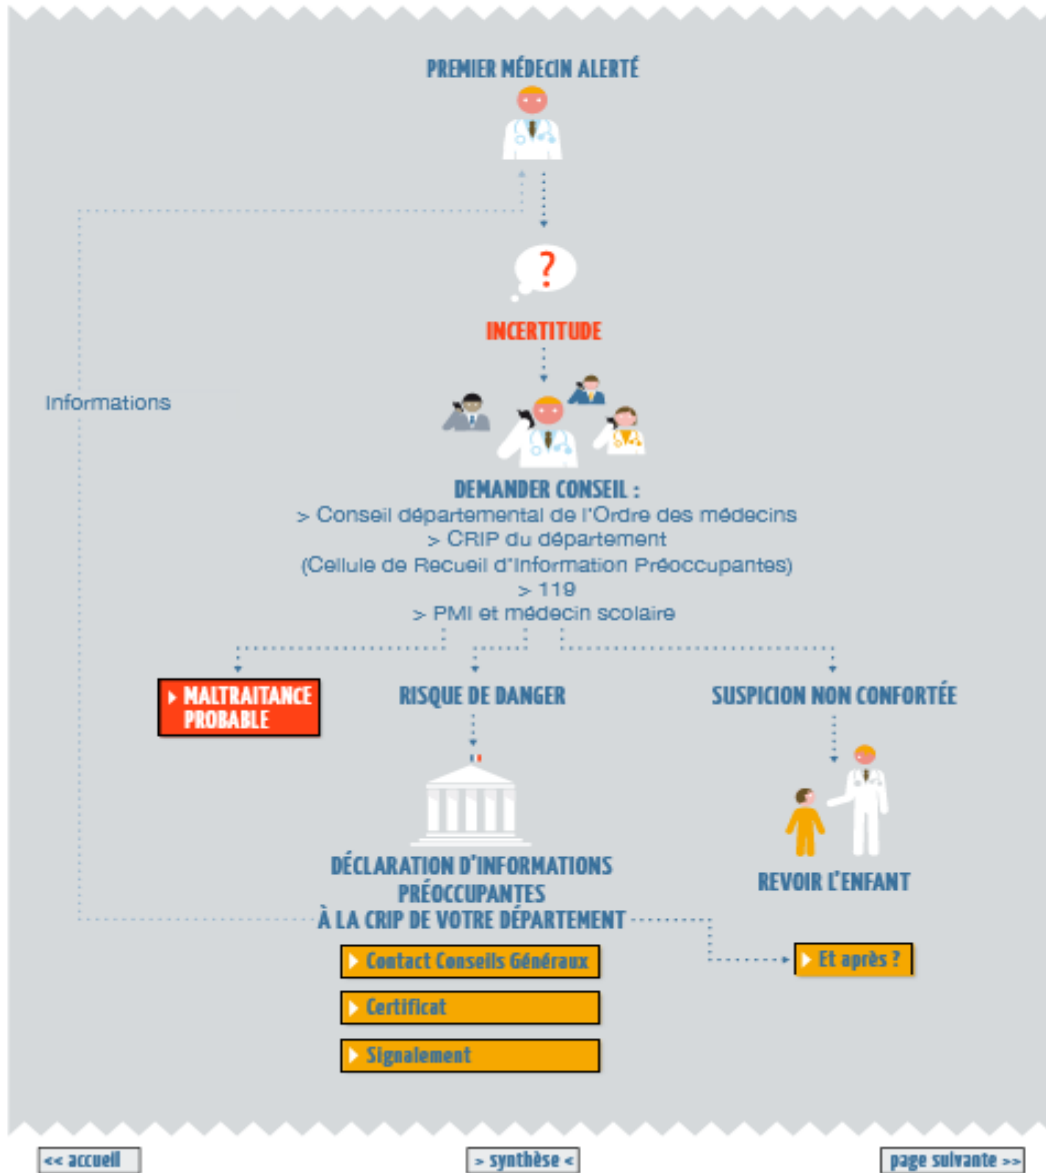 PREMIER MÉDECIN ALERTÉ
?
INCERTITUDE
Informations
DEMANDER CONSEIL :
> Conseil départemental de l'Ordre des médecins
> CRIP du département
(Cellule de Recueil d'Information Préoccupantes)
> 119
> PMI et médecin scolaire
MALTRAITANCE
PROBABLE
RISQUE DE DANGER
SUSPICION NON CONFORTÉE
DÉCLARATION D'INFORMATIONS
PRÉOCCUPANTES
À LA CRIP DE VOTRE DÉPARTEMENT
REVOIR L'ENFANT
Contact Conseils Généraux
Et après ?
Certificat
Signalement
<< accueil
> synthèse <
page suivante >>